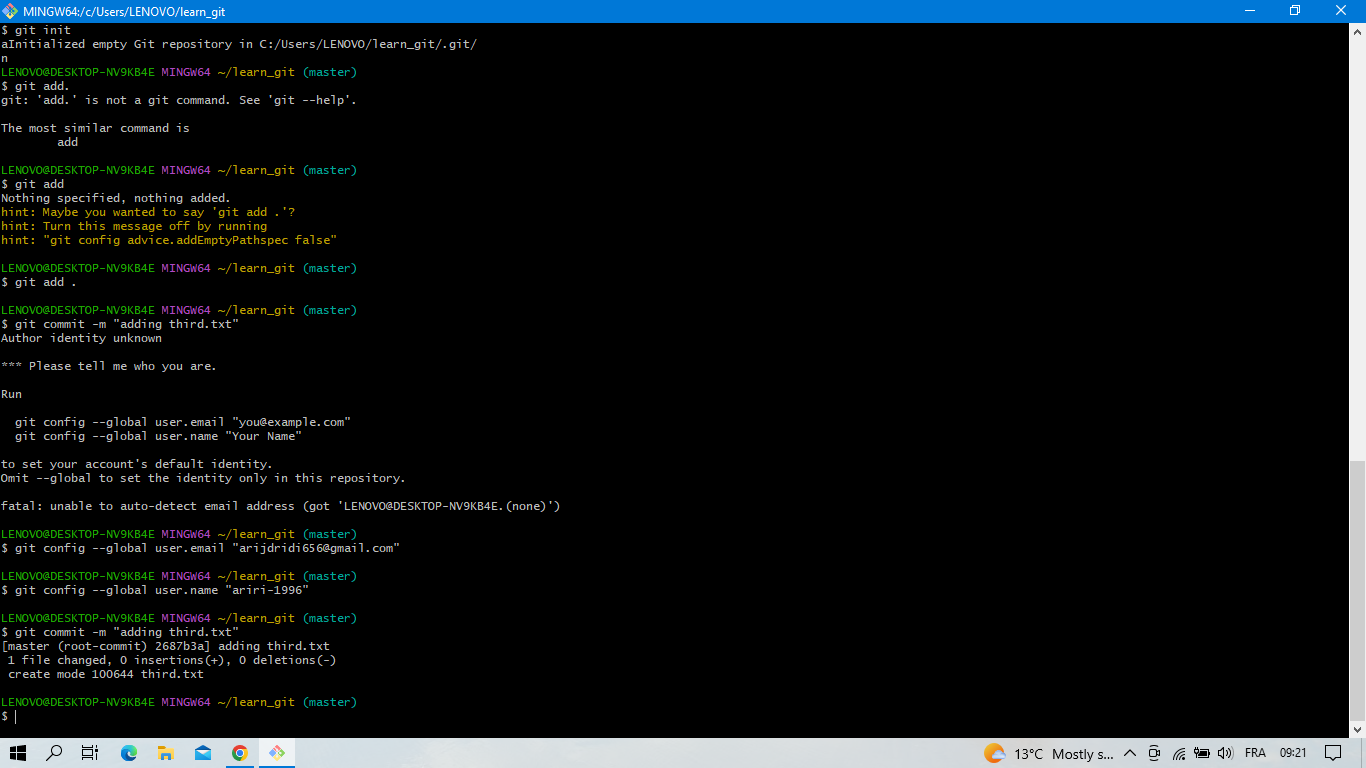 MINGW64:/c/Users/LENOVO/learn_git
$ git init
aInitialized empty Git repository in C:/Users/LENOVO/learn_git/.git/
n
LENOVO@DESKTOP-NV9KB4E MINGW64 ~/learn_git (master)
$ git add.
git: 'add.' is not a git command. See 'git --help'.
The most similar command is
add
LENOVO@DESKTOP-NV9KB4E MINGW64 ~/learn_git (master)
$ git add
Nothing specified, nothing added.
hint: Maybe you wanted to say 'git add .'?
hint: Turn this message off by running
hint: "git config advice.addEmptyPathspec false"
LENOVO@DESKTOP-NV9KB4E MINGW64 ~/learn_git (master)
$ git add .
LENOVO@DESKTOP-NV9KB4E MINGW64 ~/learn_git (master)
$ git commit -m "adding third.txt"
Author identity unknown
*** Please tell me who you are.
Run
git config --global user.email "you@example.com"
git config --global user.name "Your Name"
to set your account's default identity.
Omit --global to set the identity only in this repository.
fatal: unable to auto-detect email address (got 'LENOVO@DESKTOP-NV9KB4E.(none)')
LENOVO@DESKTOP-NV9KB4E MINGW64 ~/learn_git (master)
$ git config --global user.email "arijdridi656@gmail.com"
LENOVO@DESKTOP-NV9KB4E MINGW64 ~/learn_git (master)
$ git config --global user.name "ariri-1996"
LENOVO@DESKTOP-NV9KB4E MINGW64 ~/learn_git (master)
$ git commit -m "adding third.txt"
[master (root-commit) 2687b3a] adding third.txt
1 file changed, 0 insertions(+), 0 deletions(-)
create mode 100644 third.txt
LENOVO@DESKTOP-NV9KB4E MINGW64 ~/learn_git (master)
$
13°C Mostly s... FRA 09:21